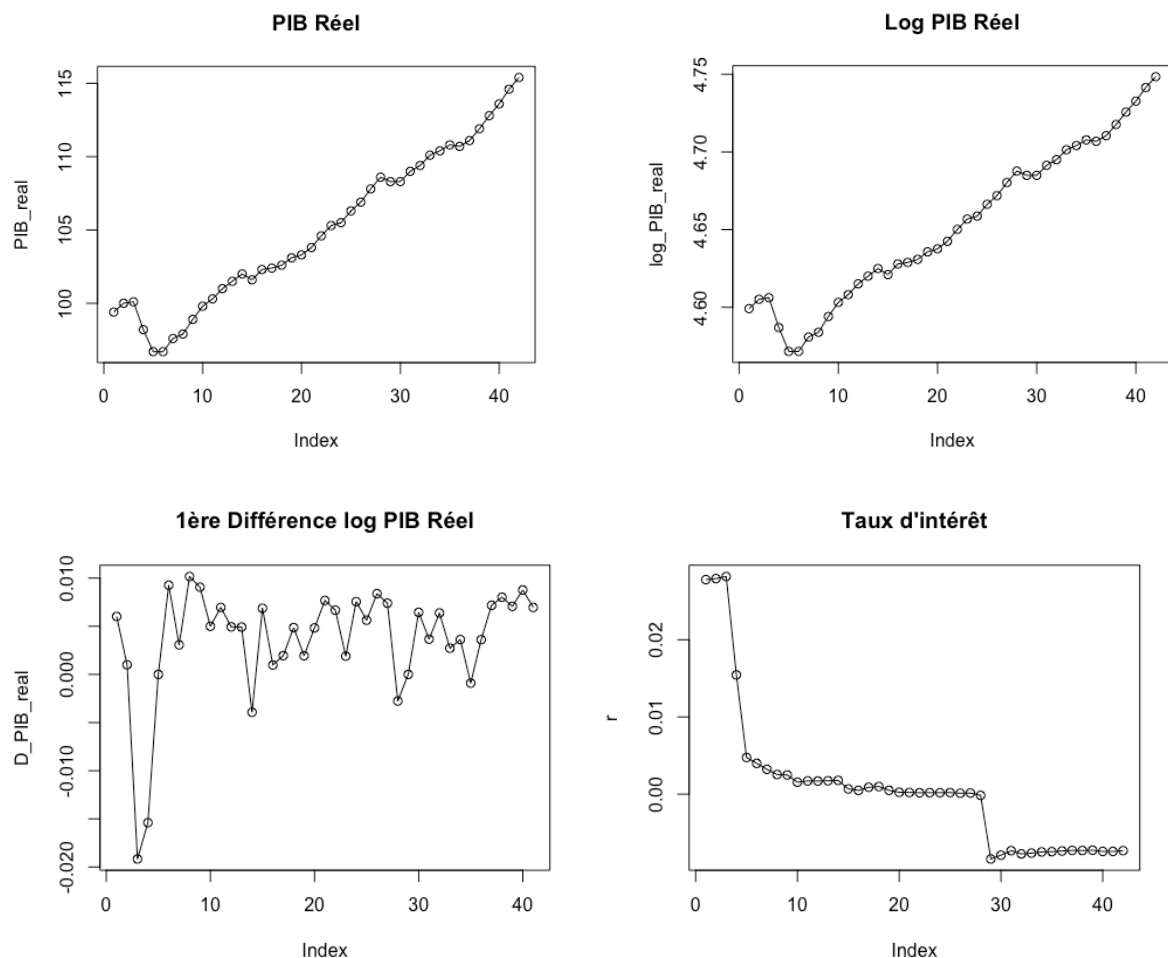 PIB Réel
PIB_real
100 105 110 115
0 10 20 30 40
Index
Log PIB Réel
log_PIB_real
4.60 4.65 4.70 4.75
0 10 20 30 40
Index
1ère Différence log PIB Réel
D_PIB_real
-0.020 -0.010 0.000 0.010
0 10 20 30 40
Index
Taux d'intérêt
r
0.00 0.01 0.02
0 10 20 30 40
Index